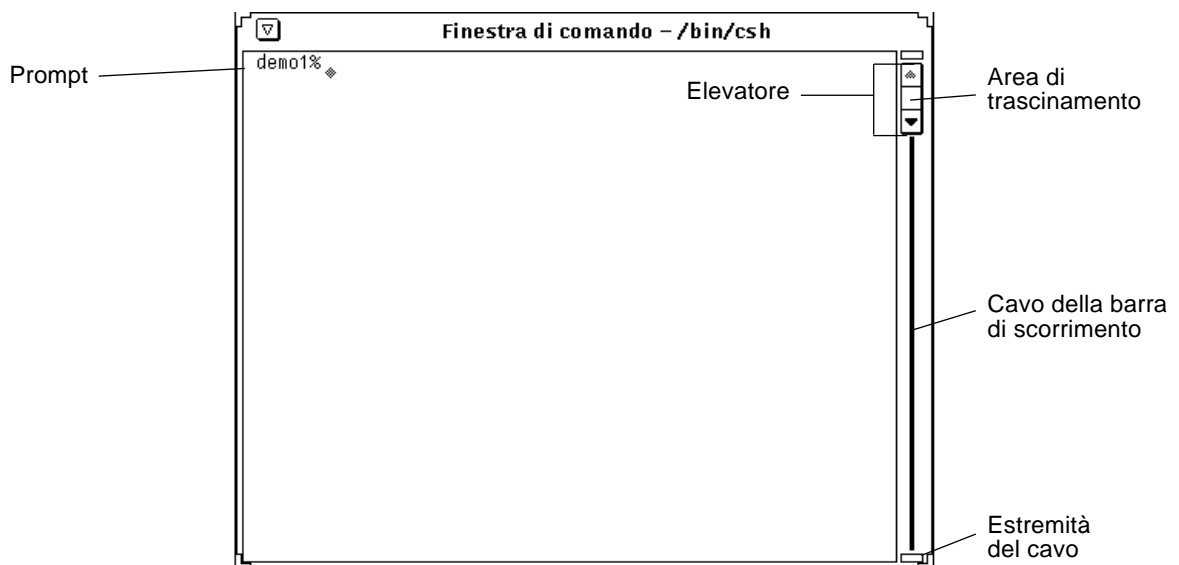 Finestra di comando – /bin/csh
demo1%
Prompt
Elevatore
Area di
trascinamento
Cavo della barra
di scorrimento
Estremità
del cavo